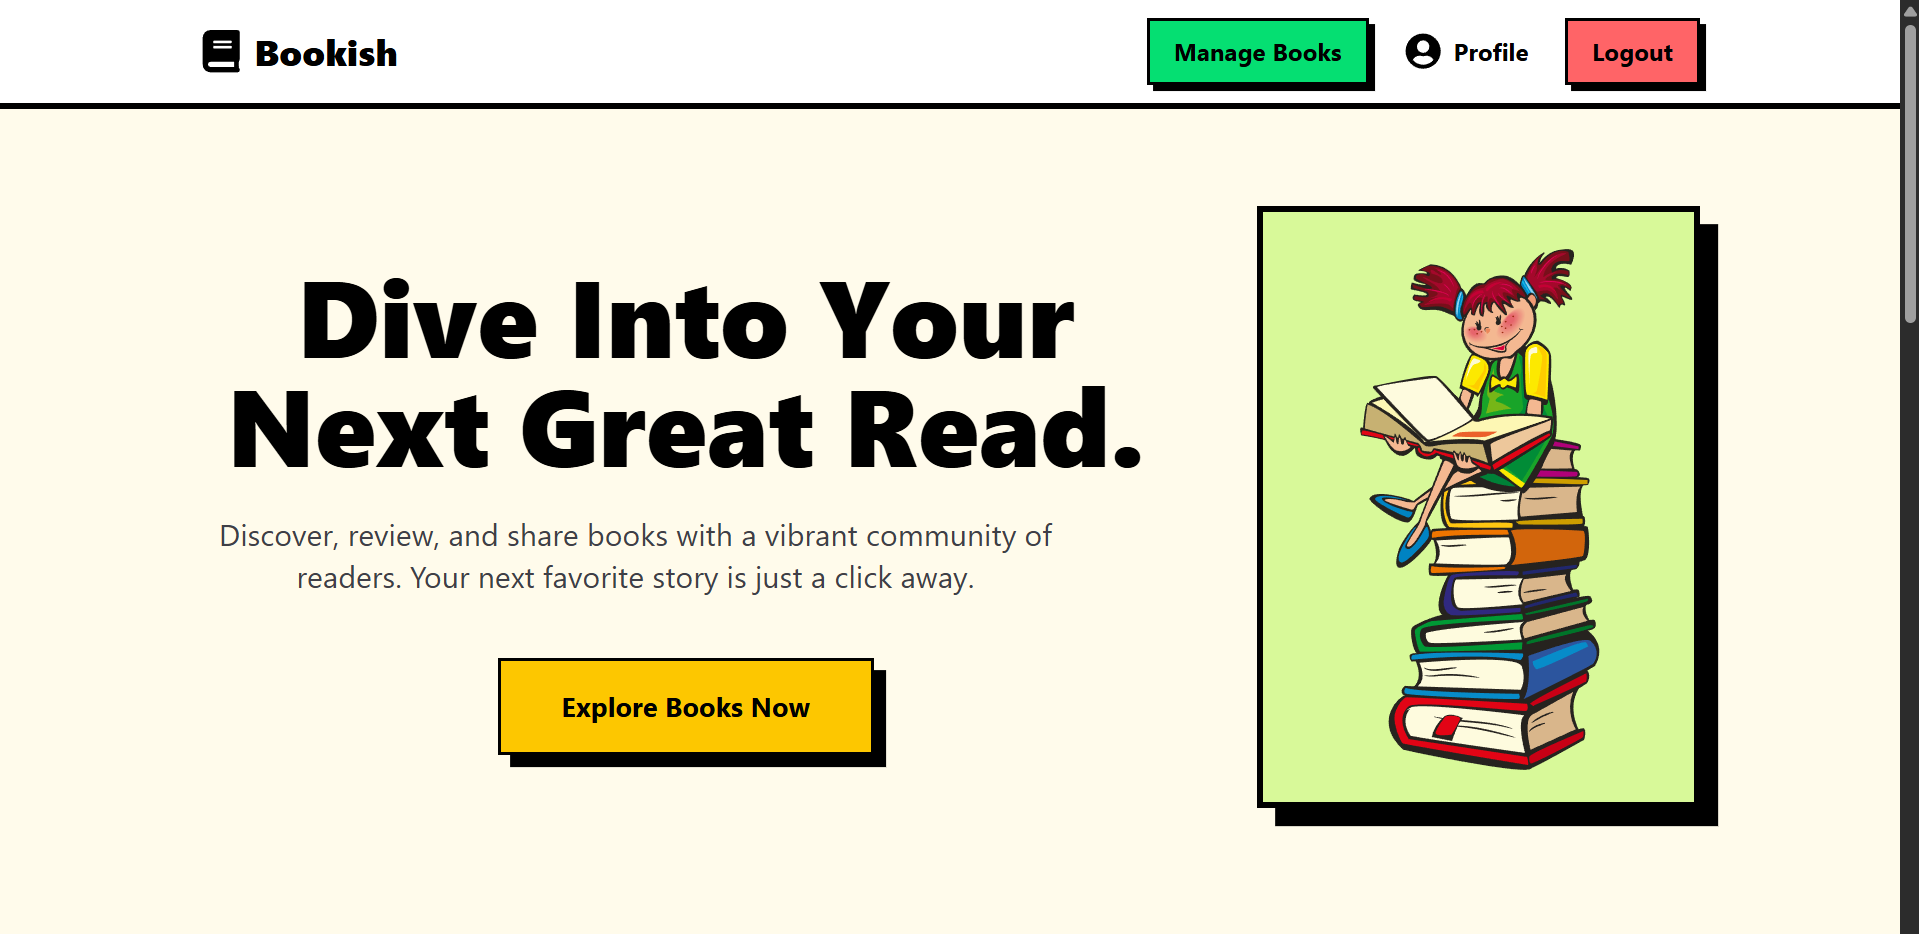 Bookish
Manage Books
Profile
Logout
Dive Into Your
Next Great Read.
Discover, review, and share books with a vibrant community of
readers. Your next favorite story is just a click away.
Explore Books Now